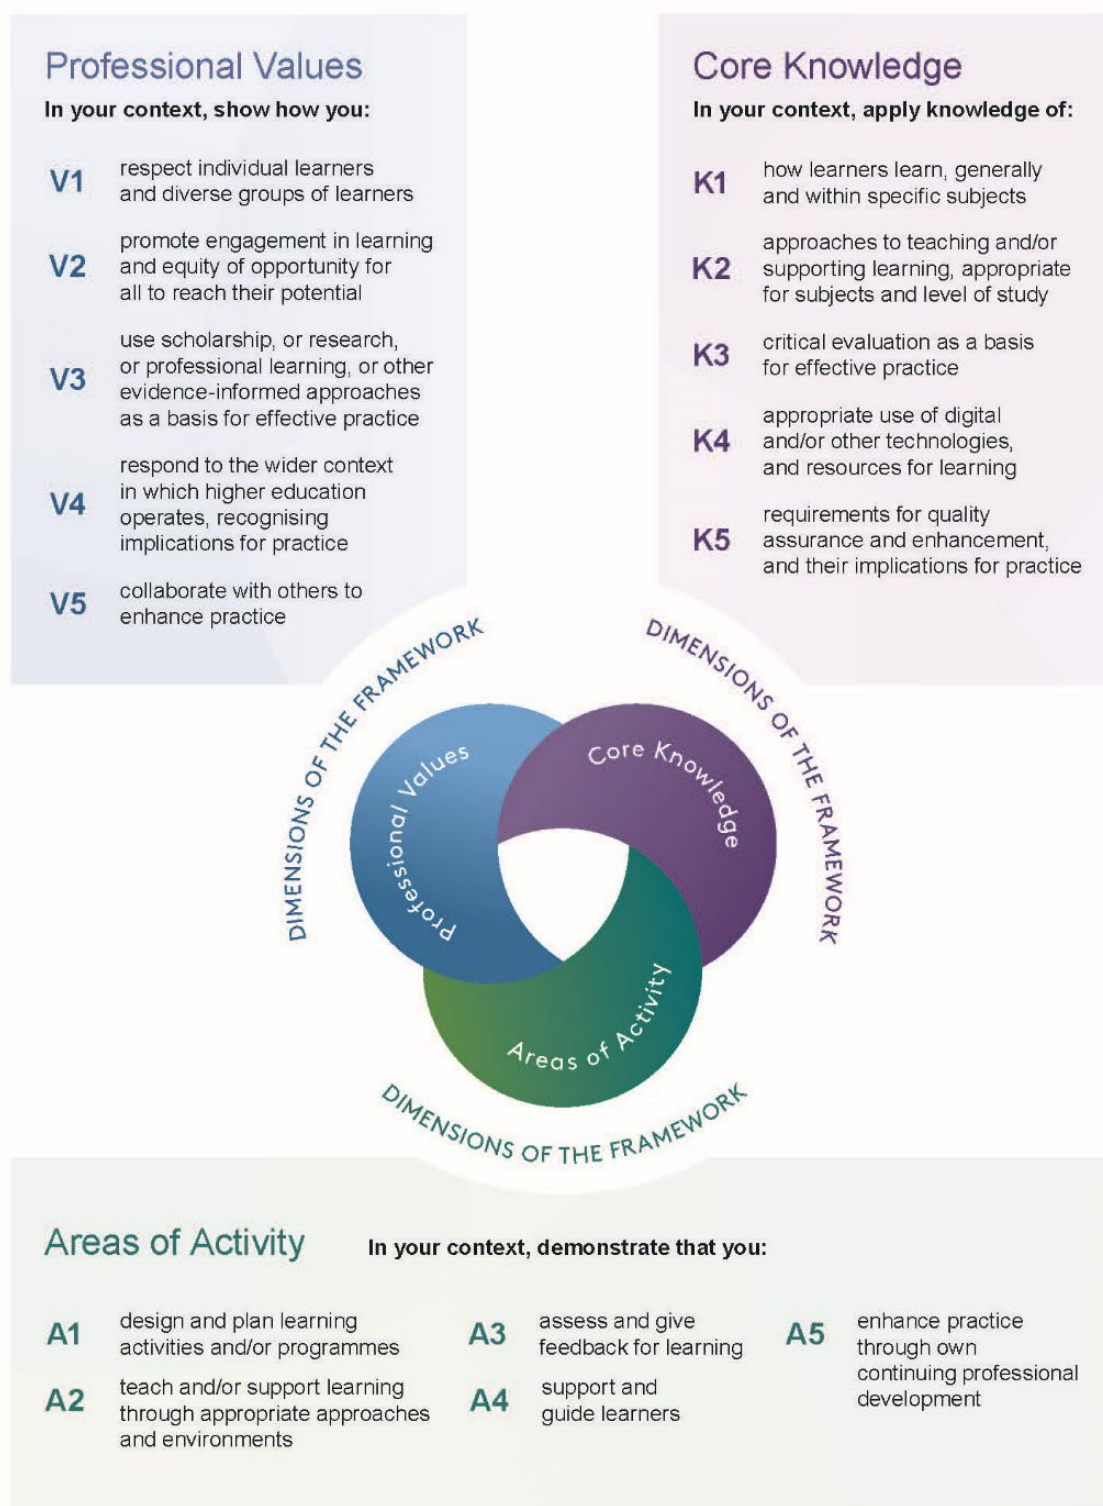 Professional Values
In your context, show how you:
V1
respect individual learners
and diverse groups of learners
V2
promote engagement in learning
and equity of opportunity for
all to reach their potential
V3
use scholarship, or research,
or professional learning, or other
evidence-informed approaches
as a basis for effective practice
V4
respond to the wider context
in which higher education
operates, recognising
implications for practice
V5
collaborate with others to
enhance practice
Core Knowledge
In your context, apply knowledge of:
K1
how learners learn, generally
and within specific subjects
K2
approaches to teaching and/or
supporting learning, appropriate
for subjects and level of study
K3
critical evaluation as a basis
for effective practice
K4
appropriate use of digital
and/or other technologies,
and resources for learning
K5
requirements for quality
assurance and enhancement,
and their implications for practice
DIMENSIONS OF THE FRAMEWORK
DIMENSIONS OF THE FRAMEWORK
Professional Values
Core Knowledge
Areas of Activity
DIMENSIONS OF THE FRAMEWORK
Areas of Activity
In your context, demonstrate that you:
A1
design and plan learning
activities and/or programmes
A2
teach and/or support learning
through appropriate approaches
and environments
A3
assess and give
feedback for learning
A4
support and
guide learners
A5
enhance practice
through own
continuing professional
development